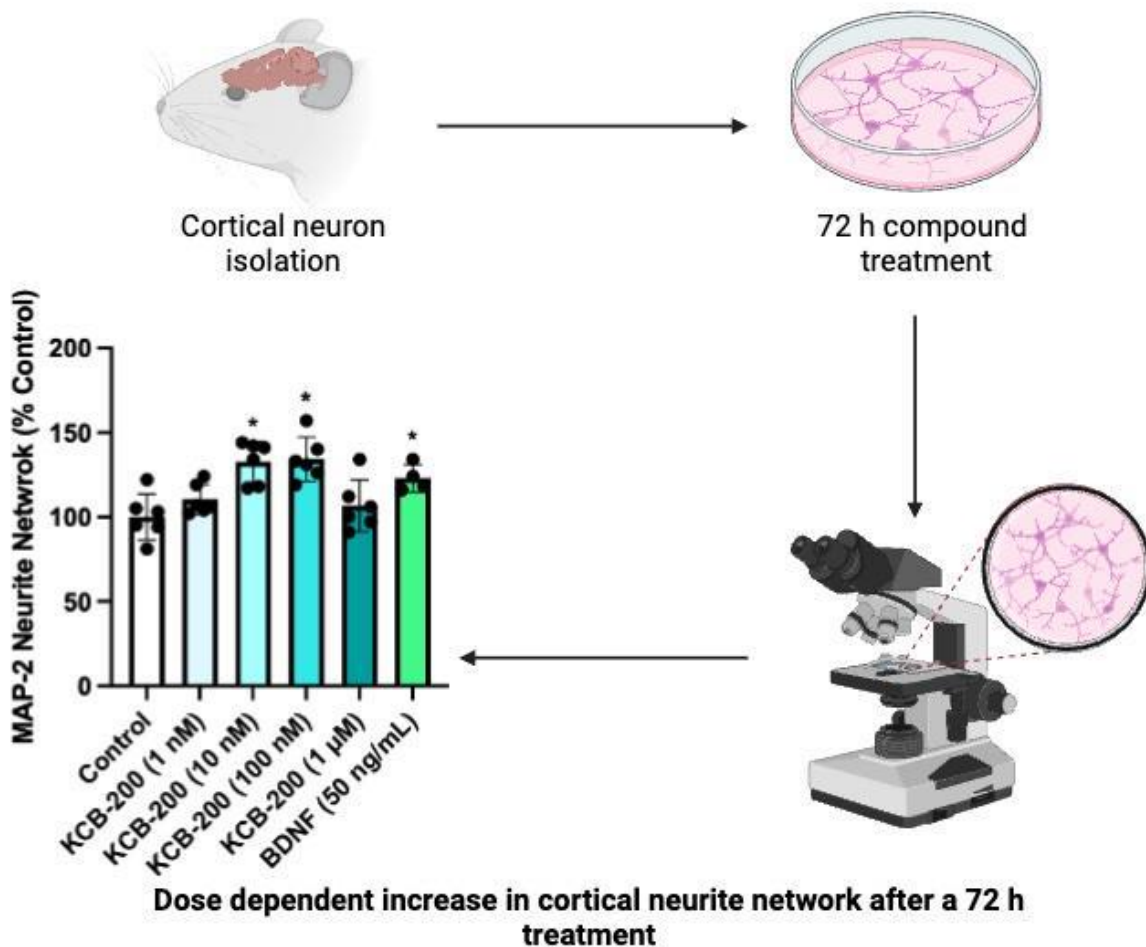 Cortical neuron
isolation
72 h compound
treatment
MAP-2 Neurite Netwrok (% Control)
200
150
100
50
0
*
*
*
Control
KCB-200 (1 nM)
KCB-200 (10 nM)
KCB-200 (100 nM)
KCB-200 (1 µM)
BDNF (50 ng/mL)
Dose dependent increase in cortical neurite network after a 72 h
treatment